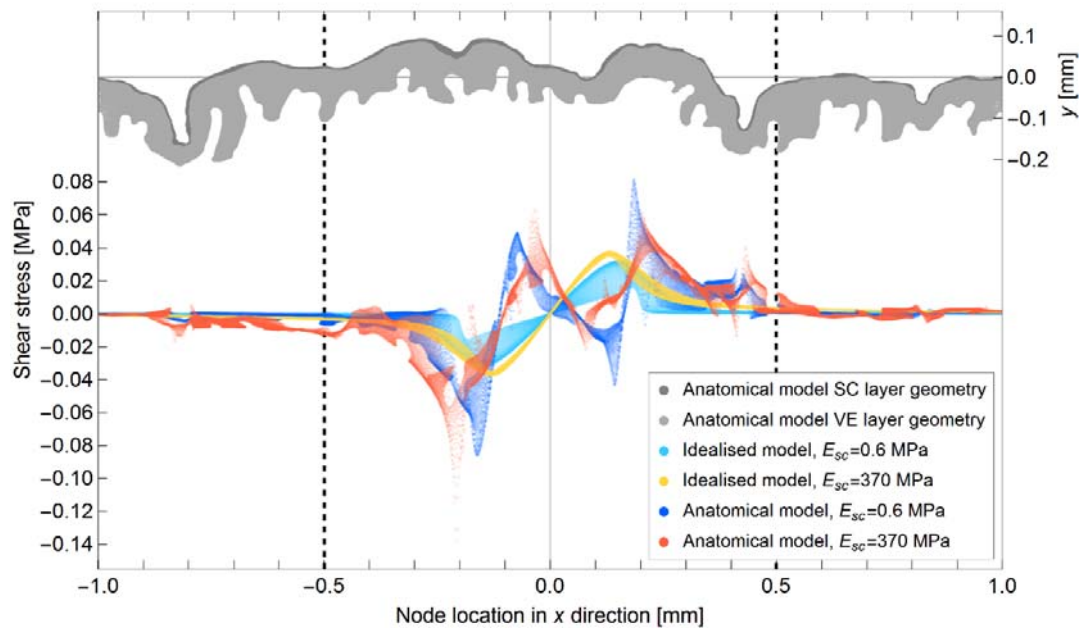 0.1
0.0
−0.1
−0.2
y [mm]
0.08
0.06
0.04
0.02
0.00
−0.02
−0.04
−0.06
−0.08
−0.10
−0.12
−0.14
Shear stress [MPa]
Anatomical model SC layer geometry
Anatomical model VE layer geometry
Idealised model, Esc=0.6 MPa
Idealised model, Esc=370 MPa
Anatomical model, Esc=0.6 MPa
Anatomical model, Esc=370 MPa
−1.0 −0.5 0.0 0.5 1.0
Node location in x direction [mm]